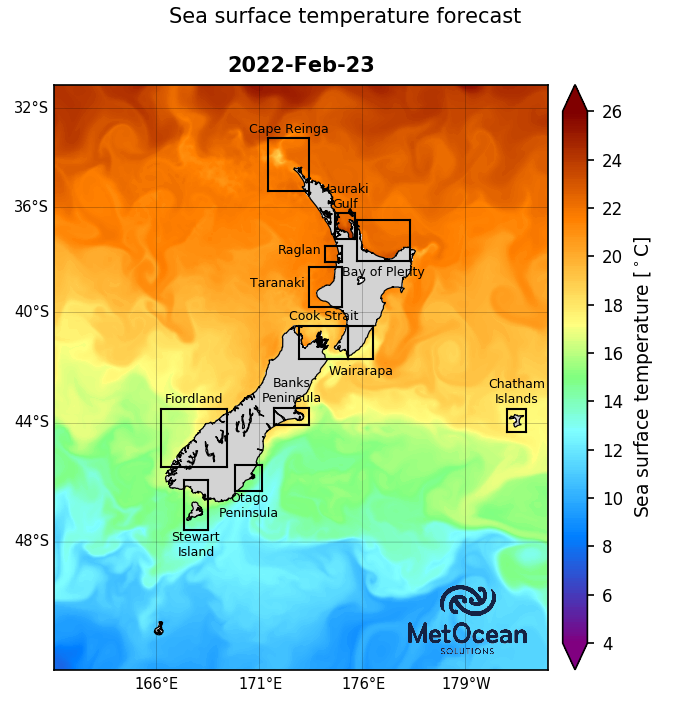 Sea surface temperature forecast
2022-Feb-23
32°S
36°S
40°S
44°S
48°S
166°E
171°E
176°E
179°W
Cape Reinga
Hauraki
Gulf
Raglan
Bay of Plenty
Taranaki
Cook Strait
Wairarapa
Banks
Peninsula
Fiordland
Chatham
Islands
Otago
Peninsula
Stewart
Island
MetOcean
SOLUTIONS
26
24
22
20
18
16
14
12
10
8
6
4
Sea surface temperature [°C]